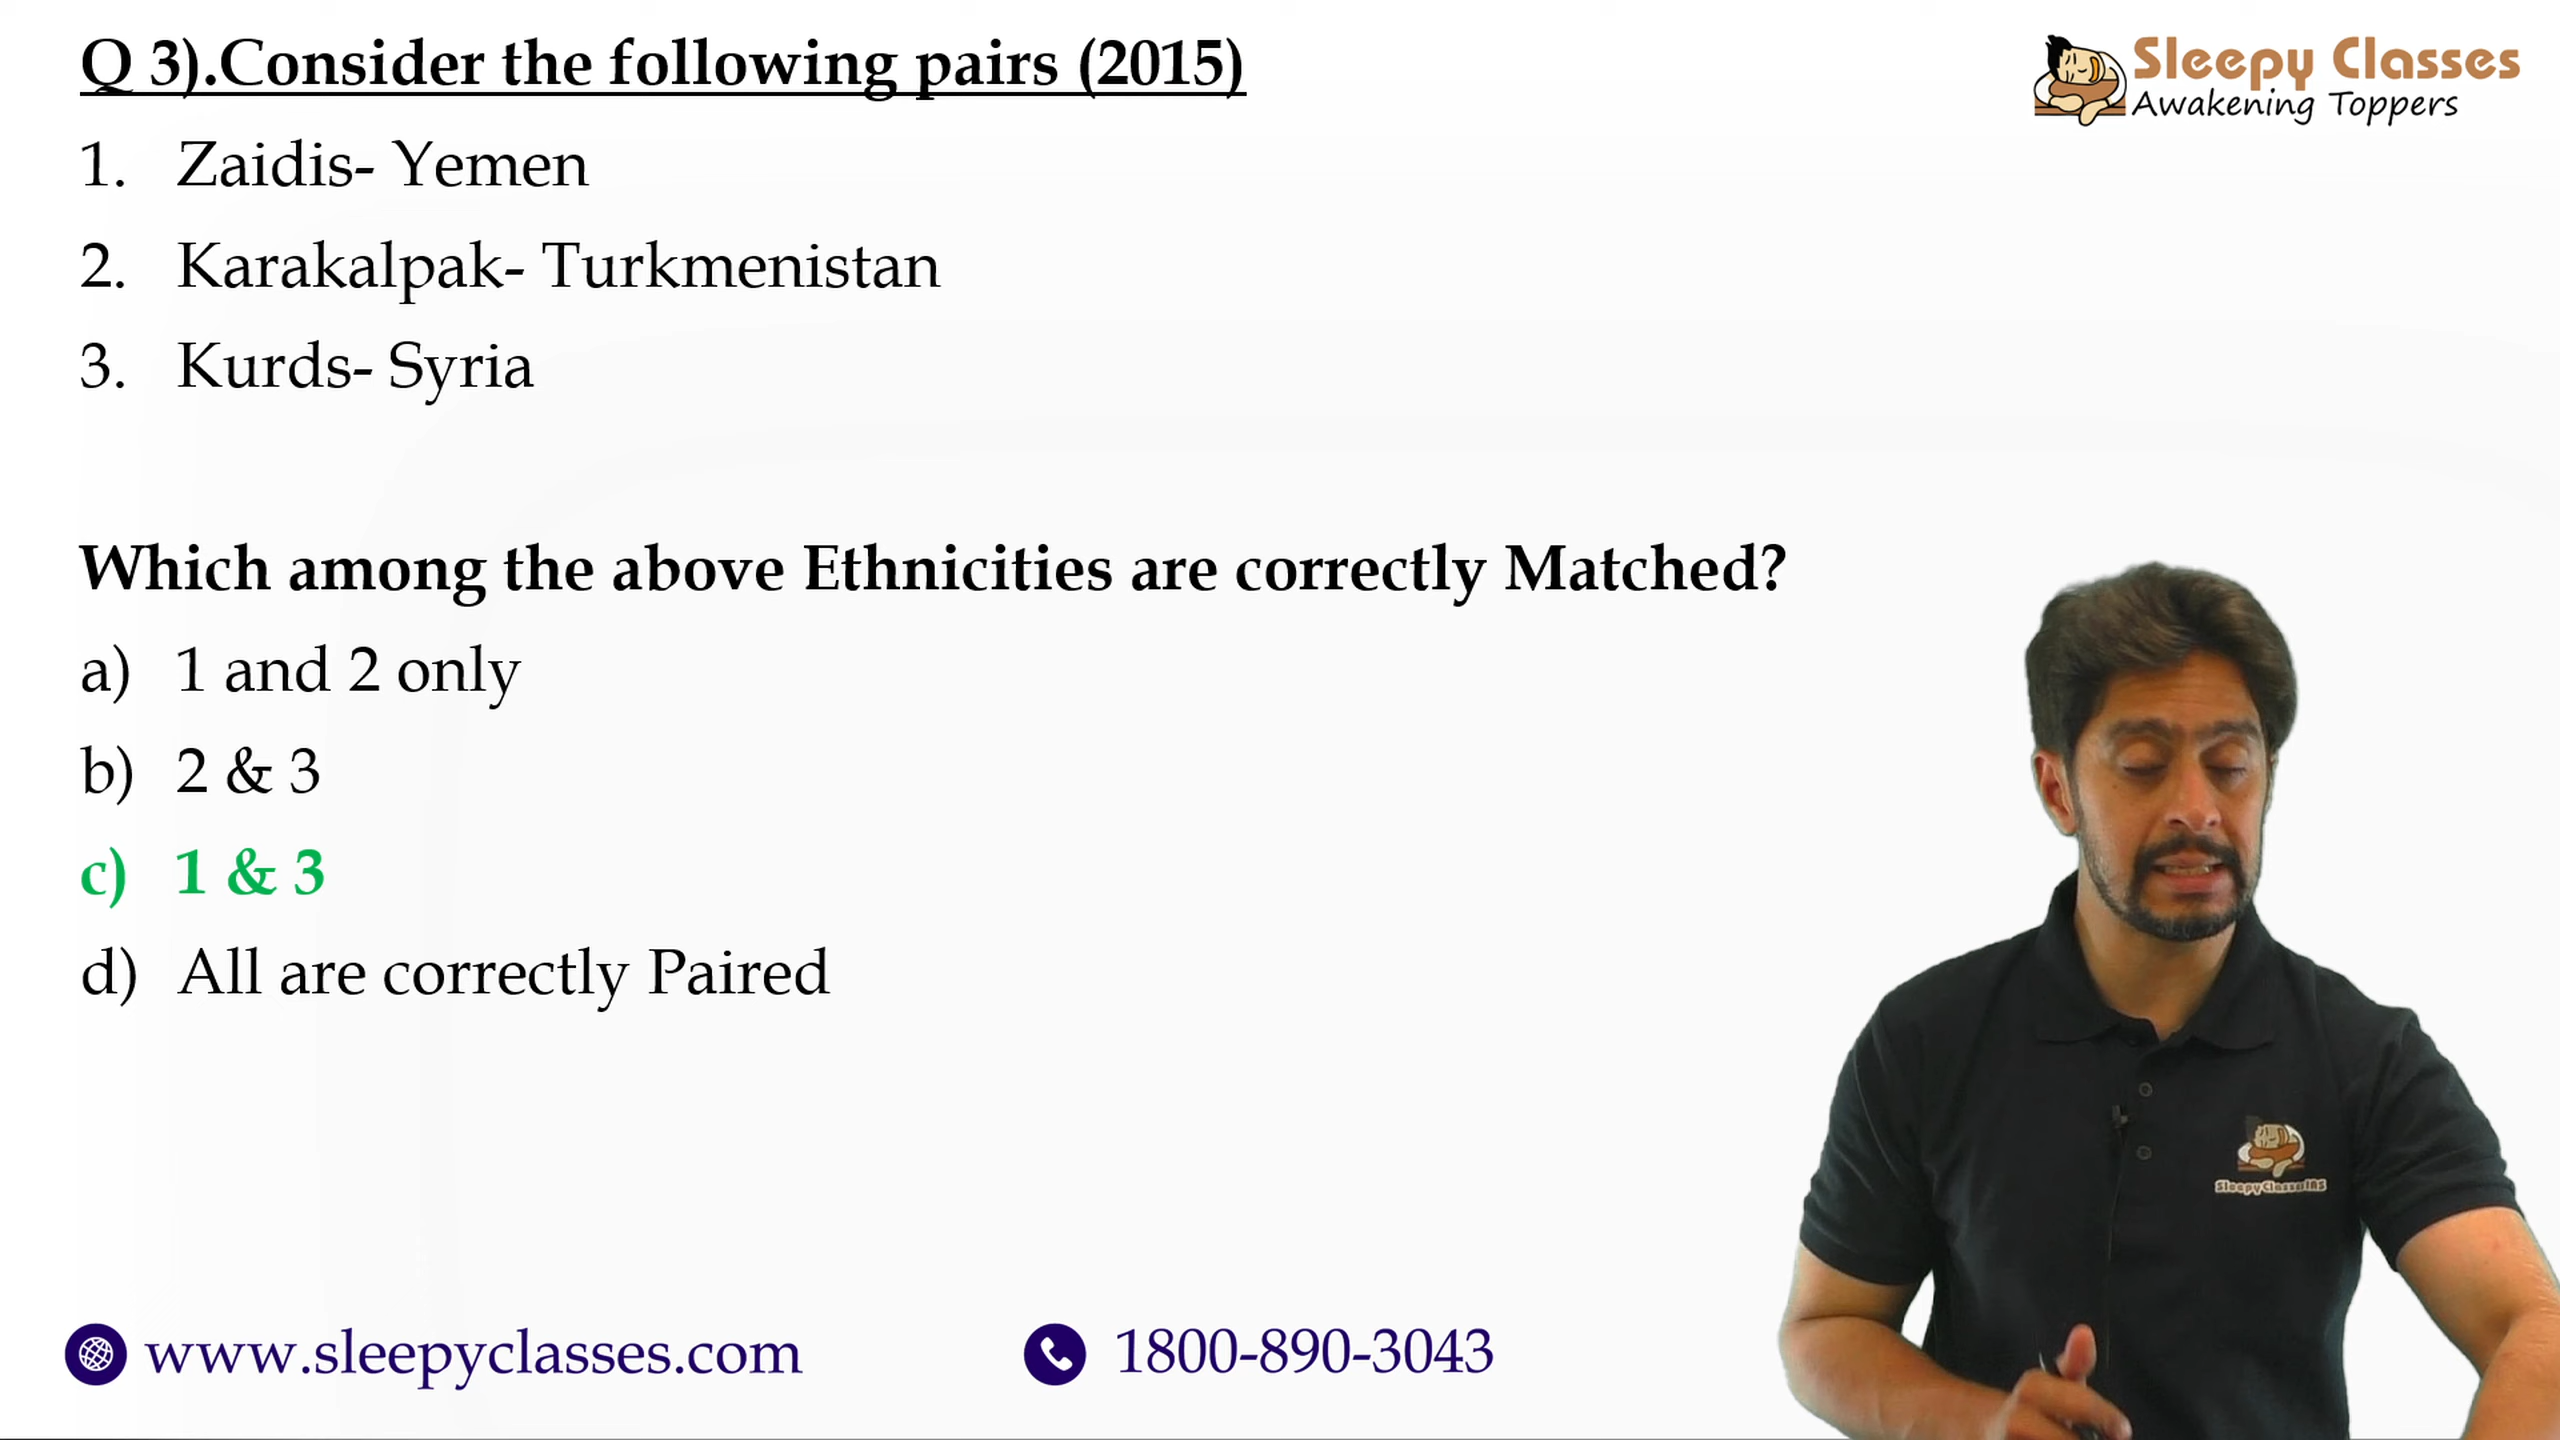 Q 3).Consider the following pairs (2015)
Sleepy Classes
Awakening Toppers
1. Zaidis- Yemen
2. Karakalpak- Turkmenistan
3. Kurds- Syria
Which among the above Ethnicities are correctly Matched?
a) 1 and 2 only
b) 2 & 3
c) 1 & 3
d) All are correctly Paired
SleepyClassesIAS
www.sleepyclasses.com
1800-890-3043